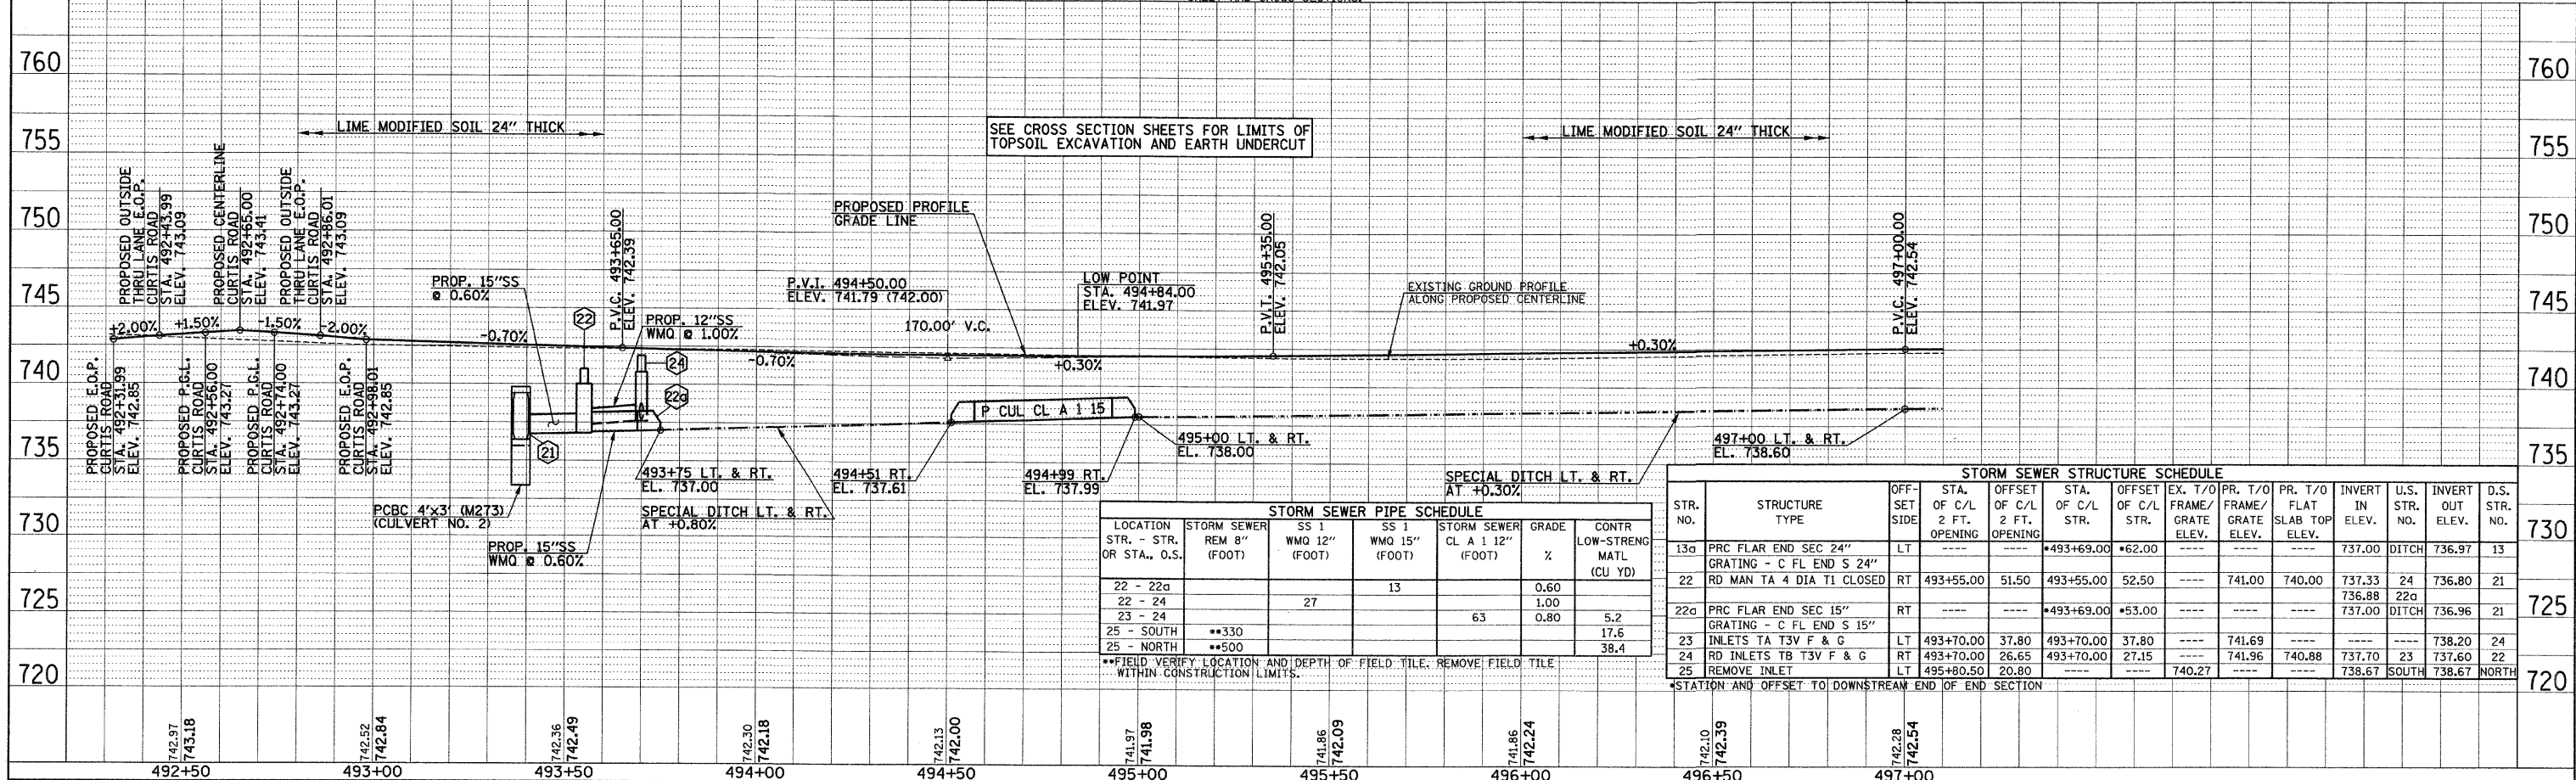 760
755
750
745
740
735
730
725
720
760
755
750
745
740
735
730
725
720
LIME MODIFIED SOIL 24" THICK
SEE CROSS SECTION SHEETS FOR LIMITS OF
TOPSOIL EXCAVATION AND EARTH UNDERCUT
LIME MODIFIED SOIL 24" THICK
PROPOSED OUTSIDE
THRU LANE E.O.P.
CURTIS ROAD
STA. 492+43.99
ELEV. 743.09
PROPOSED CENTERLINE
CURTIS ROAD
STA. 492+65.00
ELEV. 743.41
PROPOSED OUTSIDE
THRU LANE E.O.P.
CURTIS ROAD
STA. 492+86.01
ELEV. 743.09
+2.00%
+1.50%
-1.50%
-2.00%
-0.70%
PROPOSED E.O.P.
CURTIS ROAD
STA. 492+31.99
ELEV. 742.85
PROPOSED P.G.L.
CURTIS ROAD
STA. 492+56.00
ELEV. 743.27
PROPOSED P.G.L.
CURTIS ROAD
STA. 492+74.00
ELEV. 743.27
PROPOSED E.O.P.
CURTIS ROAD
STA. 492+98.01
ELEV. 742.85
PROP. 15"SS
@ 0.60%
22
P.V.C. 493+65.00
ELEV. 742.39
PROP. 12"SS
WMQ @ 1.00%
24
22a
21
PCBC 4'x3' (M273)
(CULVERT NO. 2)
PROP. 15"SS
WMQ @ 0.60%
493+75 LT. & RT.
EL. 737.00
SPECIAL DITCH LT. & RT.
AT +0.80%
PROPOSED PROFILE
GRADE LINE
P.V.I. 494+50.00
ELEV. 741.79 (742.00)
170.00' V.C.
-0.70%
+0.30%
LOW POINT
STA. 494+84.00
ELEV. 741.97
P.V.T. 495+35.00
ELEV. 742.05
EXISTING GROUND PROFILE
ALONG PROPOSED CENTERLINE
+0.30%
P.V.C. 497+00.00
ELEV. 742.54
P CUL CL A 1 15
494+51 RT.
EL. 737.61
494+99 RT.
EL. 737.99
495+00 LT. & RT.
EL. 738.00
SPECIAL DITCH LT. & RT.
AT +0.30%
497+00 LT. & RT.
EL. 738.60
STORM SEWER PIPE SCHEDULE
LOCATION STR. - STR. OR STA., O.S. STORM SEWER REM 8" (FOOT) SS 1 WMQ 12" (FOOT) SS 1 WMQ 15" (FOOT) STORM SEWER CL A 1 12" (FOOT) GRADE % CONTR LOW-STRENG MATL (CU YD)
22 - 22a 13 0.60
22 - 24 27 1.00
23 - 24 63 0.80 5.2
25 - SOUTH **330 17.6
25 - NORTH **500 38.4
**FIELD VERIFY LOCATION AND DEPTH OF FIELD TILE. REMOVE FIELD TILE
WITHIN CONSTRUCTION LIMITS.
STORM SEWER STRUCTURE SCHEDULE
STR. NO. STRUCTURE TYPE OFF-SET SIDE STA. OF C/L 2 FT. OPENING OFFSET OF C/L 2 FT. OPENING STA. OF C/L STR. OFFSET OF C/L STR. EX. T/O FRAME/ GRATE ELEV. PR. T/O FRAME/ GRATE ELEV. PR. T/O FLAT SLAB TOP ELEV. INVERT IN ELEV. U.S. STR. NO. INVERT OUT ELEV. D.S. STR. NO.
13a PRC FLAR END SEC 24" LT ---- ---- *493+69.00 *62.00 ---- ---- ---- 737.00 DITCH 736.97 13
GRATING - C FL END S 24"
22 RD MAN TA 4 DIA T1 CLOSED RT 493+55.00 51.50 493+55.00 52.50 ---- 741.00 740.00 737.33 24 736.80 21
736.88 22a
22a PRC FLAR END SEC 15" RT ---- ---- *493+69.00 *53.00 ---- ---- ---- 737.00 DITCH 736.96 21
GRATING - C FL END S 15"
23 INLETS TA T3V F & G LT 493+70.00 37.80 493+70.00 37.80 ---- 741.69 ---- ---- ---- 738.20 24
24 RD INLETS TB T3V F & G RT 493+70.00 26.65 493+70.00 27.15 ---- 741.96 740.88 737.70 23 737.60 22
25 REMOVE INLET LT 495+80.50 20.80 ---- ---- 740.27 ---- ---- 738.67 SOUTH 738.67 NORTH
*STATION AND OFFSET TO DOWNSTREAM END OF END SECTION
742.97
743.18
742.52
742.84
742.36
742.49
742.30
742.18
742.13
742.00
741.97
741.98
741.86
742.09
741.86
742.24
742.10
742.39
742.28
742.54
492+50
493+00
493+50
494+00
494+50
495+00
495+50
496+00
496+50
497+00